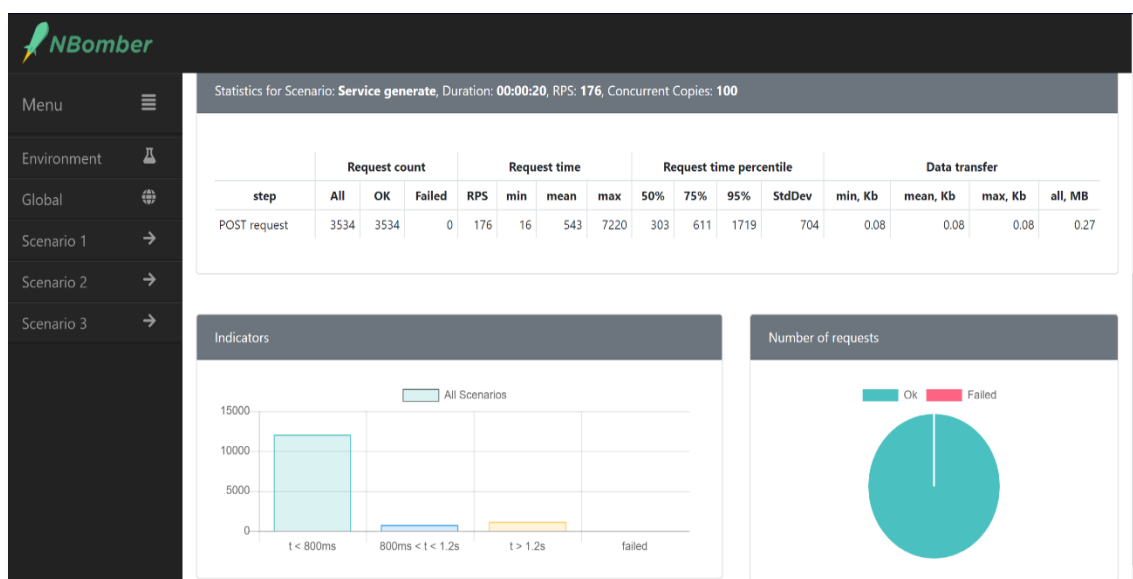 NBomber
Menu
Environment
Global
Scenario 1
Scenario 2
Scenario 3
Statistics for Scenario: Service generate, Duration: 00:00:20, RPS: 176, Concurrent Copies: 100
Request count Request time Request time percentile Data transfer
step All OK Failed RPS min mean max 50% 75% 95% StdDev min, Kb mean, Kb max, Kb all, MB
POST request 3534 3534 0 176 16 543 7220 303 611 1719 704 0.08 0.08 0.08 0.27
Indicators
All Scenarios
15000
10000
5000
0
t < 800ms 800ms < t < 1.2s t > 1.2s failed
Number of requests
Ok Failed